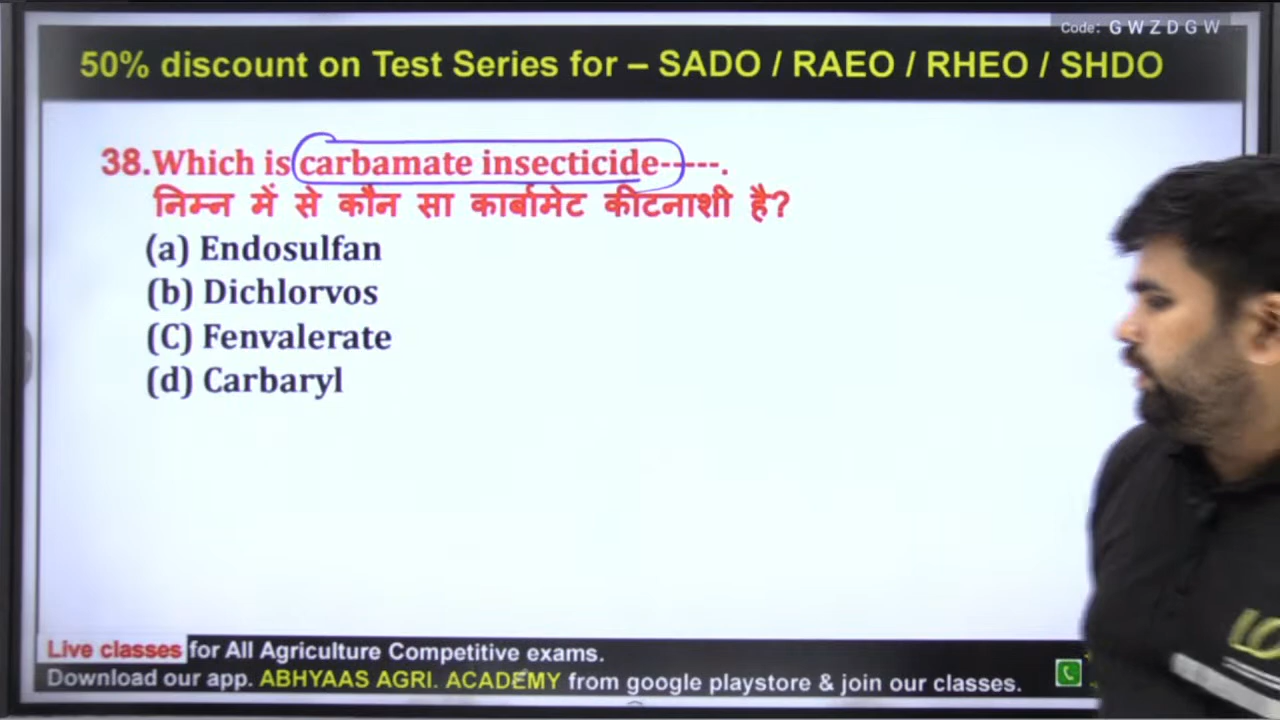 Code: G W Z D G W
50% discount on Test Series for – SADO / RAEO / RHEO / SHDO
38.Which is carbamate insecticide-----.
निम्न में से कौन सा कार्बामेट कीटनाशी है?
(a) Endosulfan
(b) Dichlorvos
(C) Fenvalerate
(d) Carbaryl
Live classes for All Agriculture Competitive exams.
Download our app. ABHYAAS AGRI. ACADEMY from google playstore & join our classes.